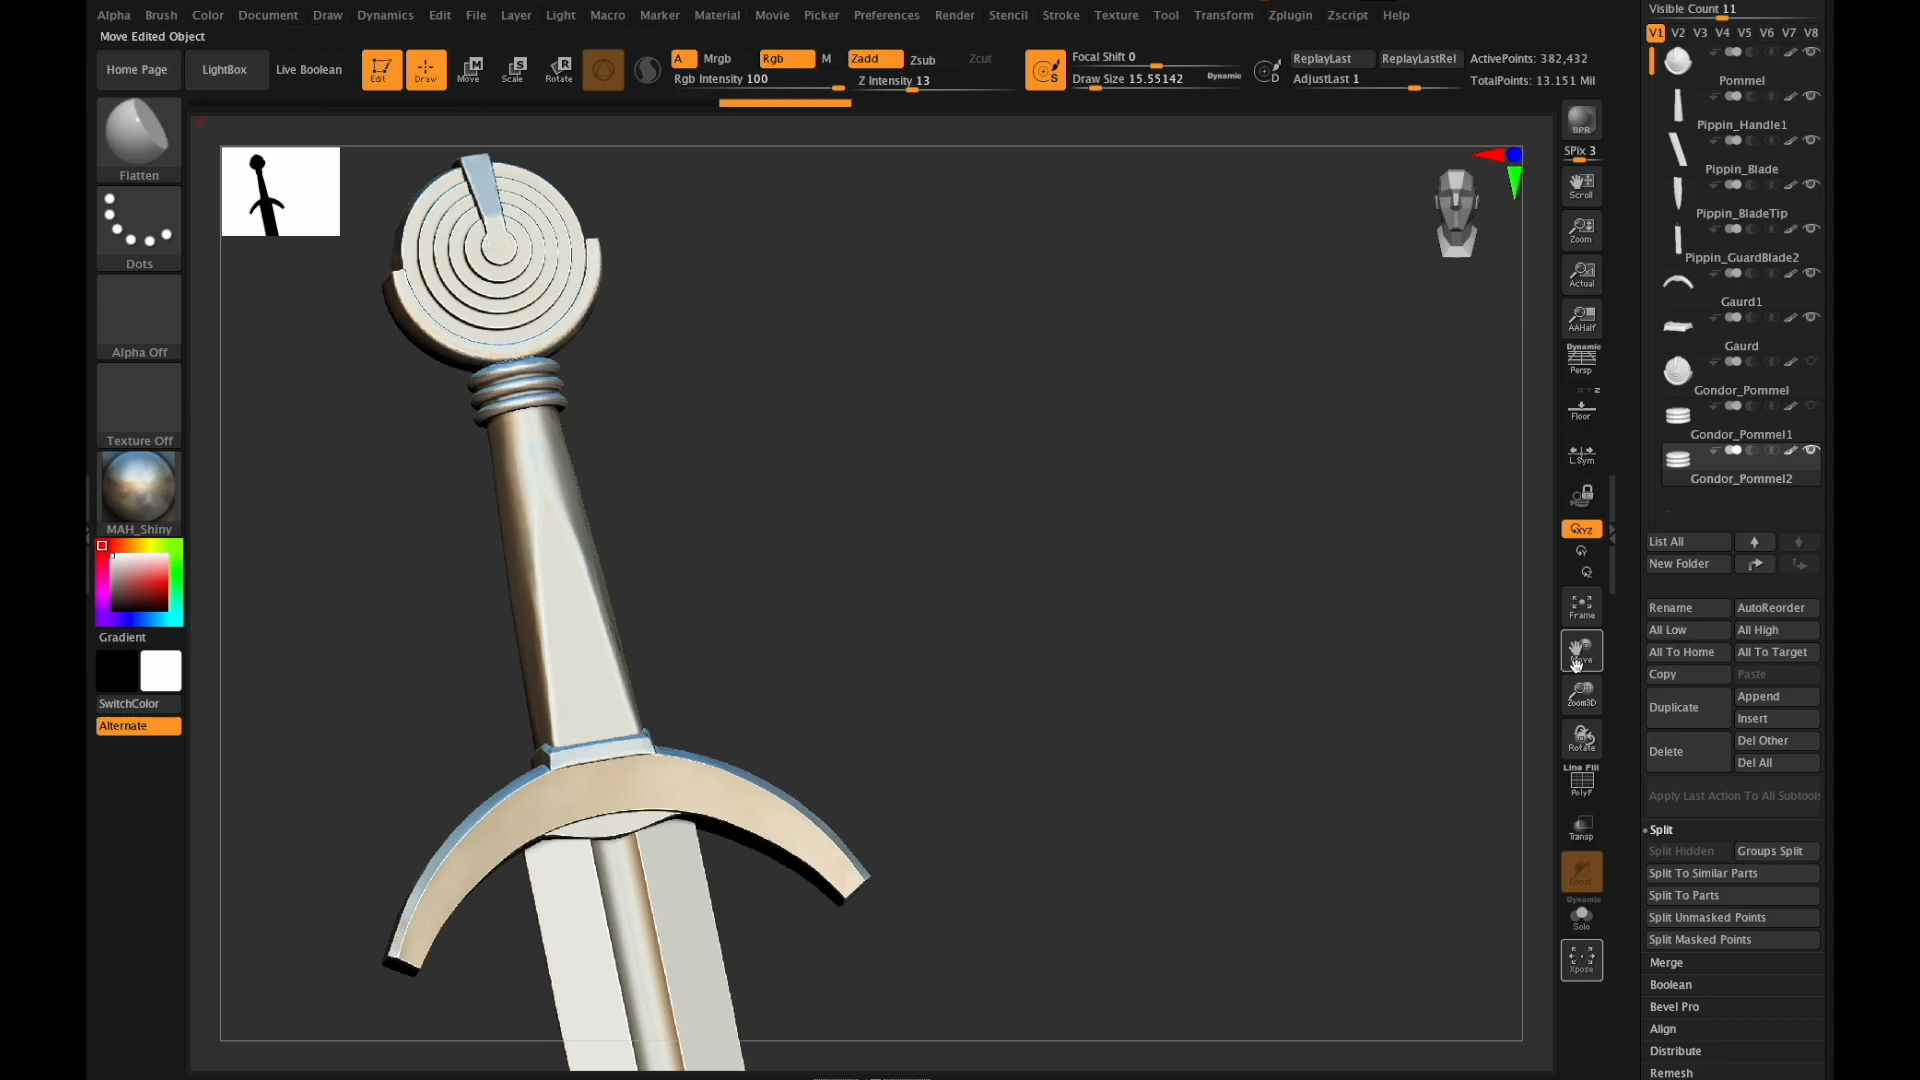 Alpha Brush Color Document Draw Dynamics Edit File Layer Light Macro Marker Material Movie Picker Preferences Render Stencil Stroke Texture Tool Transform Zplugin Zscript Help
Visible Count 11
Move Edited Object
V1 V2 V3 V4 V5 V6 V7 V8
Home Page LightBox Live Boolean
Edit Draw Move Scale Rotate
A Mrgb Rgb M Zadd Zsub Zcut
Rgb Intensity 100 Z Intensity 13
Focal Shift 0
Draw Size 15.55142 Dynamic
ReplayLast ReplayLastRel ActivePoints: 382,432
AdjustLast 1 TotalPoints: 13.151 Mil
Flatten
Dots
Alpha Off
Texture Off
MAH_Shiny
Gradient
SwitchColor
Alternate
BPR
SPix 3
Scroll
Zoom
Actual
AAHalf
Dynamic
Persp
Floor
L.Sym
XYZ
Frame
Move
Zoom3D
Rotate
Line Fill
PolyF
Transp
Ghost
Dynamic
Solo
Xpose
Pommel
Pippin_Handle1
Pippin_Blade
Pippin_BladeTip
Pippin_GuardBlade2
Gaurd1
Gaurd
Gondor_Pommel
Gondor_Pommel1
Gondor_Pommel2
List All
New Folder
Rename AutoReorder
All Low All High
All To Home All To Target
Copy Paste
Duplicate Append
Insert
Delete Del Other
Del All
Apply Last Action To All Subtools
Split
Split Hidden Groups Split
Split To Similar Parts
Split To Parts
Split Unmasked Points
Split Masked Points
Merge
Boolean
Bevel Pro
Align
Distribute
Remesh